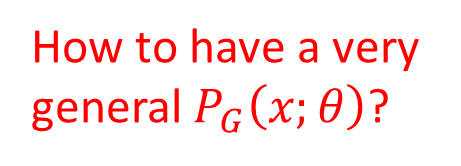 How to have a very
general P_G(x; θ)?